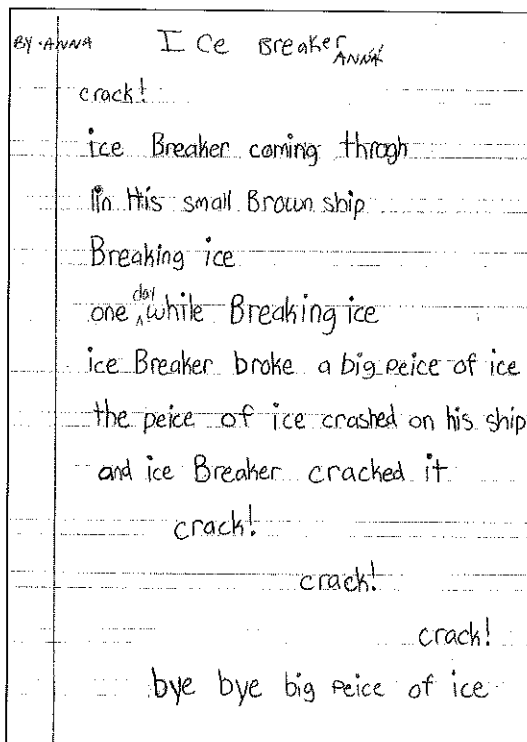 BY ANNA
ICe Breaker ANNA
crack!
ice Breaker coming throgh
in His small Brown ship
Breaking ice
one day while Breaking ice
ice Breaker broke a big peice of ice
the peice of ice crashed on his ship
and ice Breaker cracked it
crack!
crack!
crack!
bye bye big peice of ice